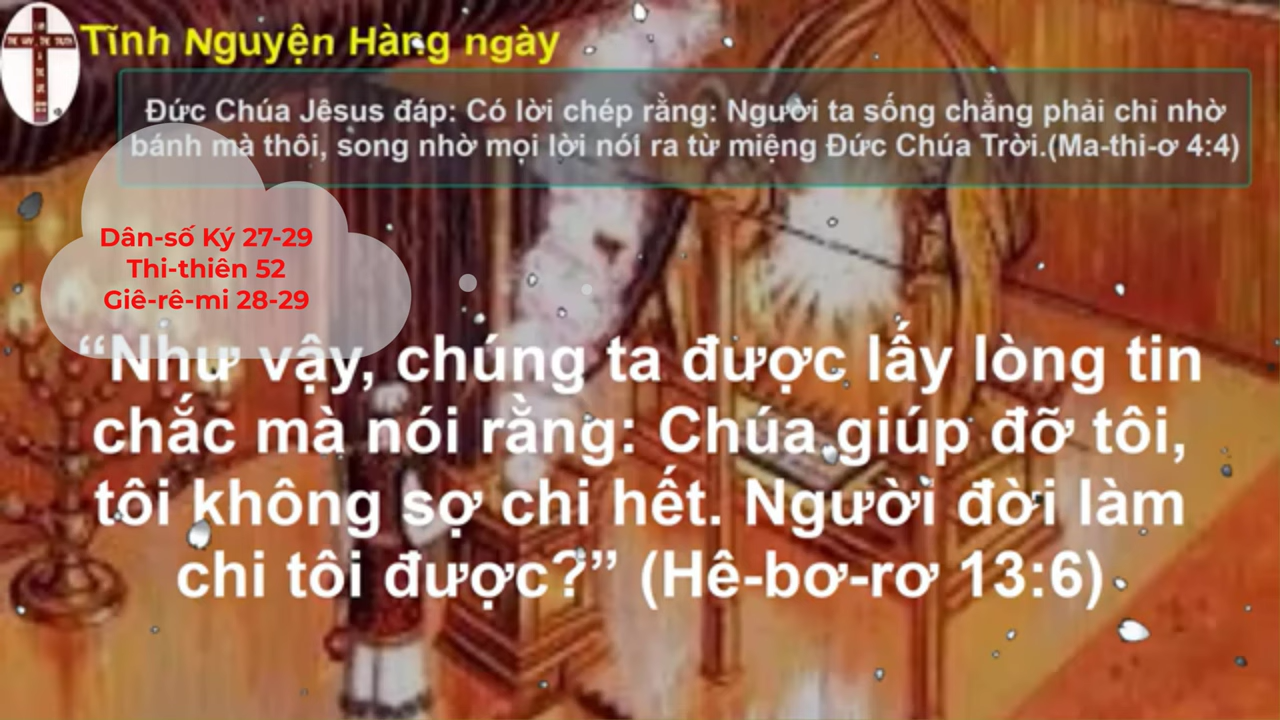 Tĩnh Nguyện Hàng ngày
Đức Chúa Jêsus đáp: Có lời chép rằng: Người ta sống chẳng phải chỉ nhờ
bánh mà thôi, song nhờ mọi lời nói ra từ miệng Đức Chúa Trời.(Ma-thi-ơ 4:4)
Dân-số Ký 27-29
Thi-thiên 52
Giê-rê-mi 28-29
“Như vậy, chúng ta được lấy lòng tin
chắc mà nói rằng: Chúa giúp đỡ tôi,
tôi không sợ chi hết. Người đời làm
chi tôi được?” (Hê-bơ-rơ 13:6)